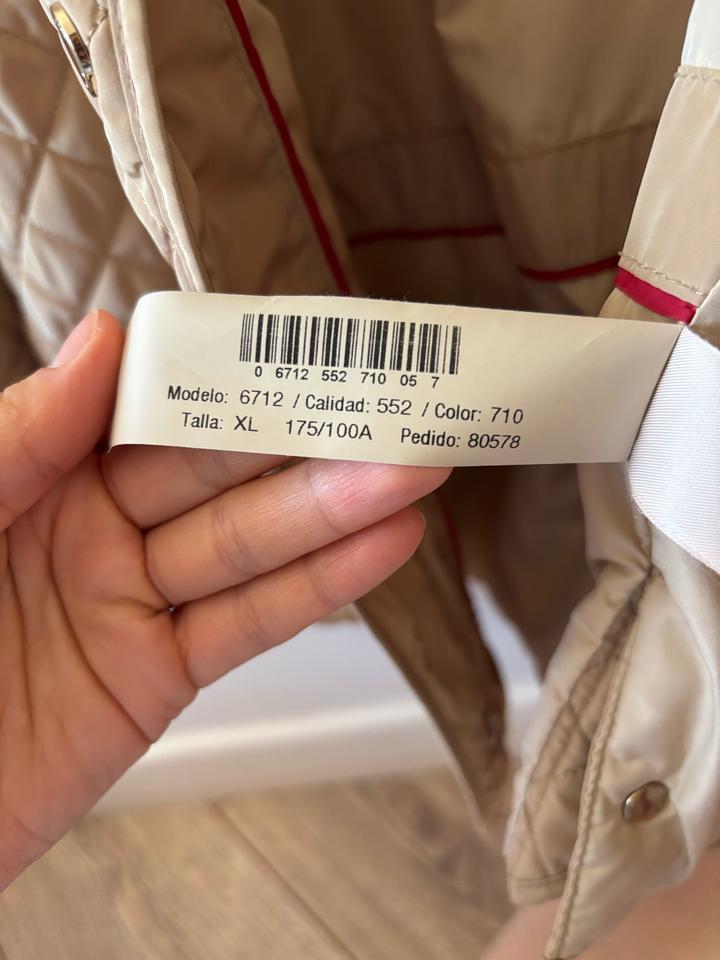 0 6712 552 710 05 7
Modelo: 6712 / Calidad: 552 / Color: 710
Talla: XL 175/100A Pedido: 80578